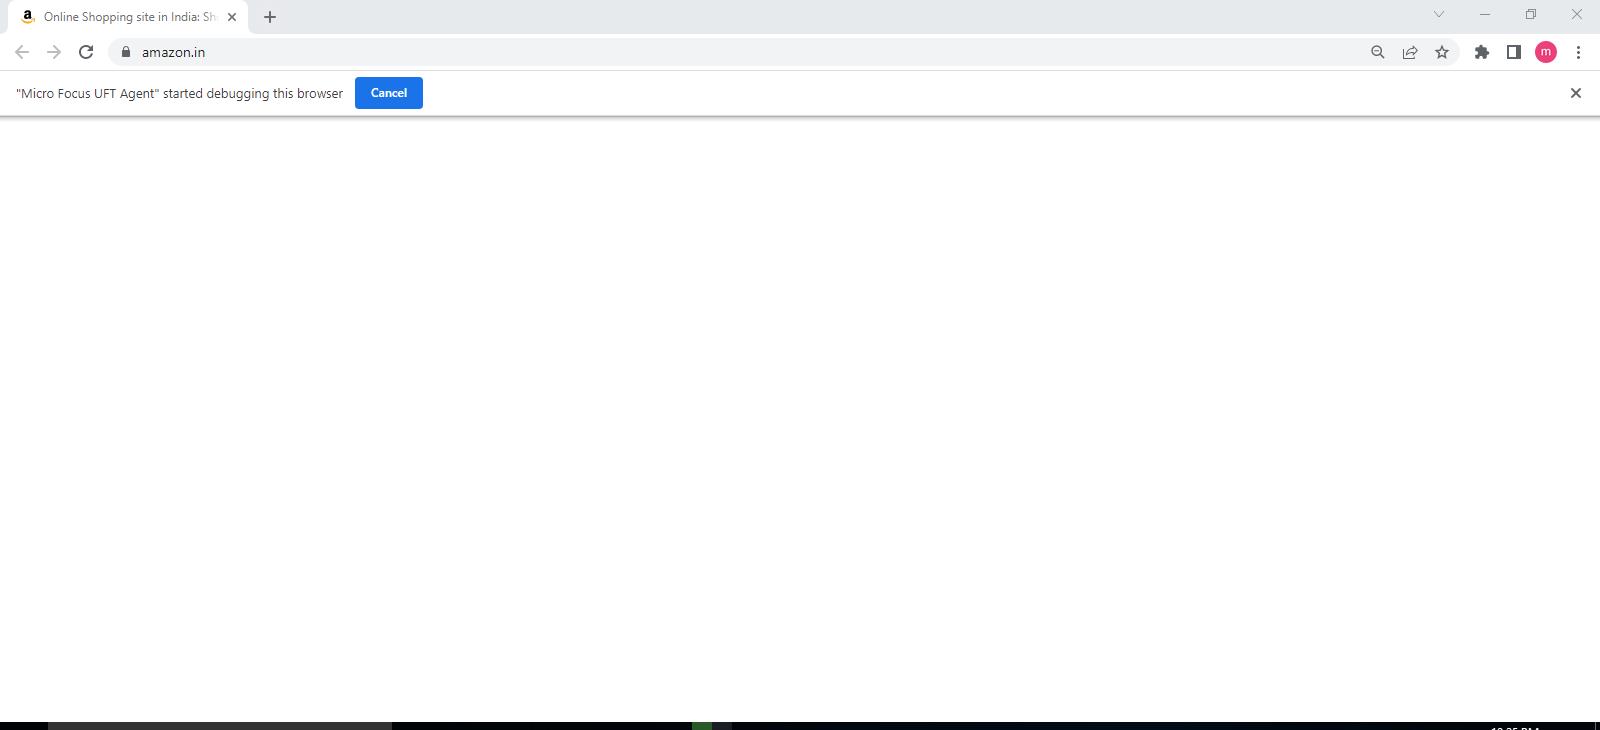 a Online Shopping site in India: Sh
amazon.in
m
"Micro Focus UFT Agent" started debugging this browser Cancel